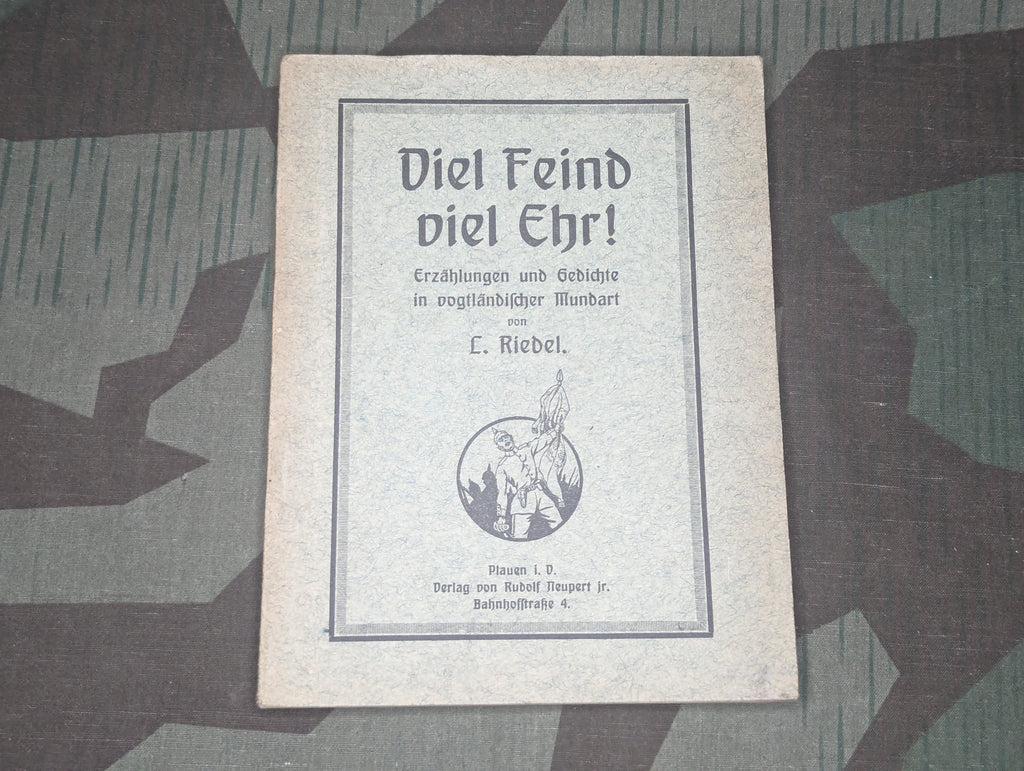 Viel Feind
viel Ehr!
Erzählungen und Gedichte
in vogtländiſcher Mundart
von
L. Riedel.
Plauen i. V.
Verlag von Rudolf Neupert jr.
Bahnhofſtraße 4.